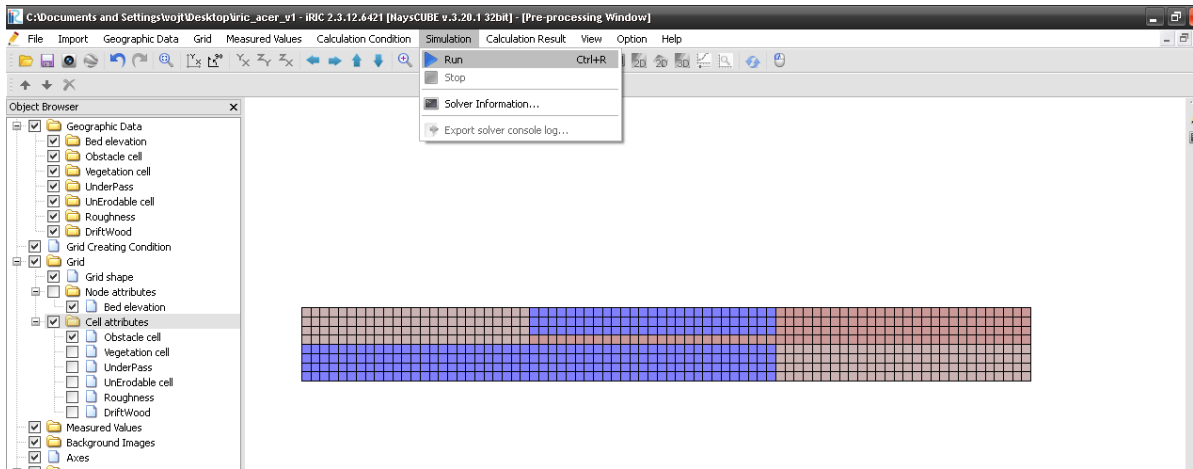 C:\Documents and Settings\wojt\Desktop\iric_acer_v1 - iRIC 2.3.12.6421 [NaysCUBE v.3.20.1 32bit] - [Pre-processing Window]
File Import Geographic Data Grid Measured Values Calculation Condition Simulation Calculation Result View Option Help
Run Ctrl+R
Stop
Solver Information...
Export solver console log...
Object Browser
Geographic Data
Bed elevation
Obstacle cell
Vegetation cell
UnderPass
UnErodable cell
Roughness
DriftWood
Grid Creating Condition
Grid
Grid shape
Node attributes
Bed elevation
Cell attributes
Obstacle cell
Vegetation cell
UnderPass
UnErodable cell
Roughness
DriftWood
Measured Values
Background Images
Axes